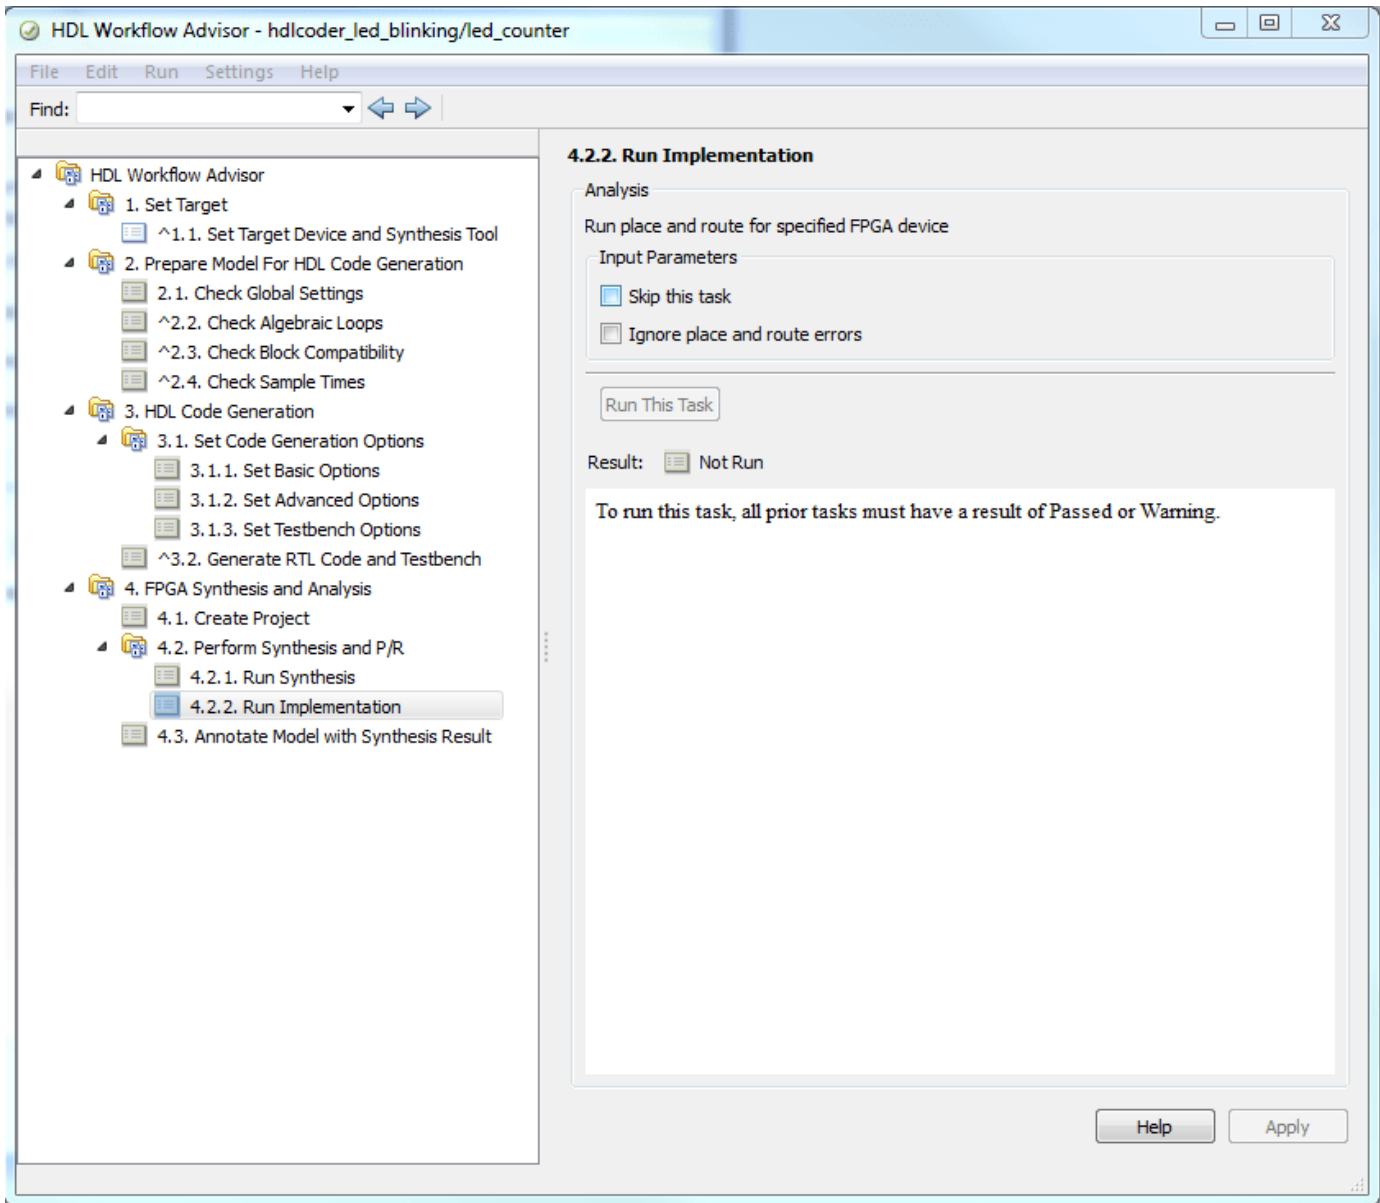 HDL Workflow Advisor - hdlcoder_led_blinking/led_counter
File Edit Run Settings Help
Find:
HDL Workflow Advisor
1. Set Target
^1.1. Set Target Device and Synthesis Tool
2. Prepare Model For HDL Code Generation
2.1. Check Global Settings
^2.2. Check Algebraic Loops
^2.3. Check Block Compatibility
^2.4. Check Sample Times
3. HDL Code Generation
3.1. Set Code Generation Options
3.1.1. Set Basic Options
3.1.2. Set Advanced Options
3.1.3. Set Testbench Options
^3.2. Generate RTL Code and Testbench
4. FPGA Synthesis and Analysis
4.1. Create Project
4.2. Perform Synthesis and P/R
4.2.1. Run Synthesis
4.2.2. Run Implementation
4.3. Annotate Model with Synthesis Result
4.2.2. Run Implementation
Analysis
Run place and route for specified FPGA device
Input Parameters
Skip this task
Ignore place and route errors
Run This Task
Result: Not Run
To run this task, all prior tasks must have a result of Passed or Warning.
Help Apply